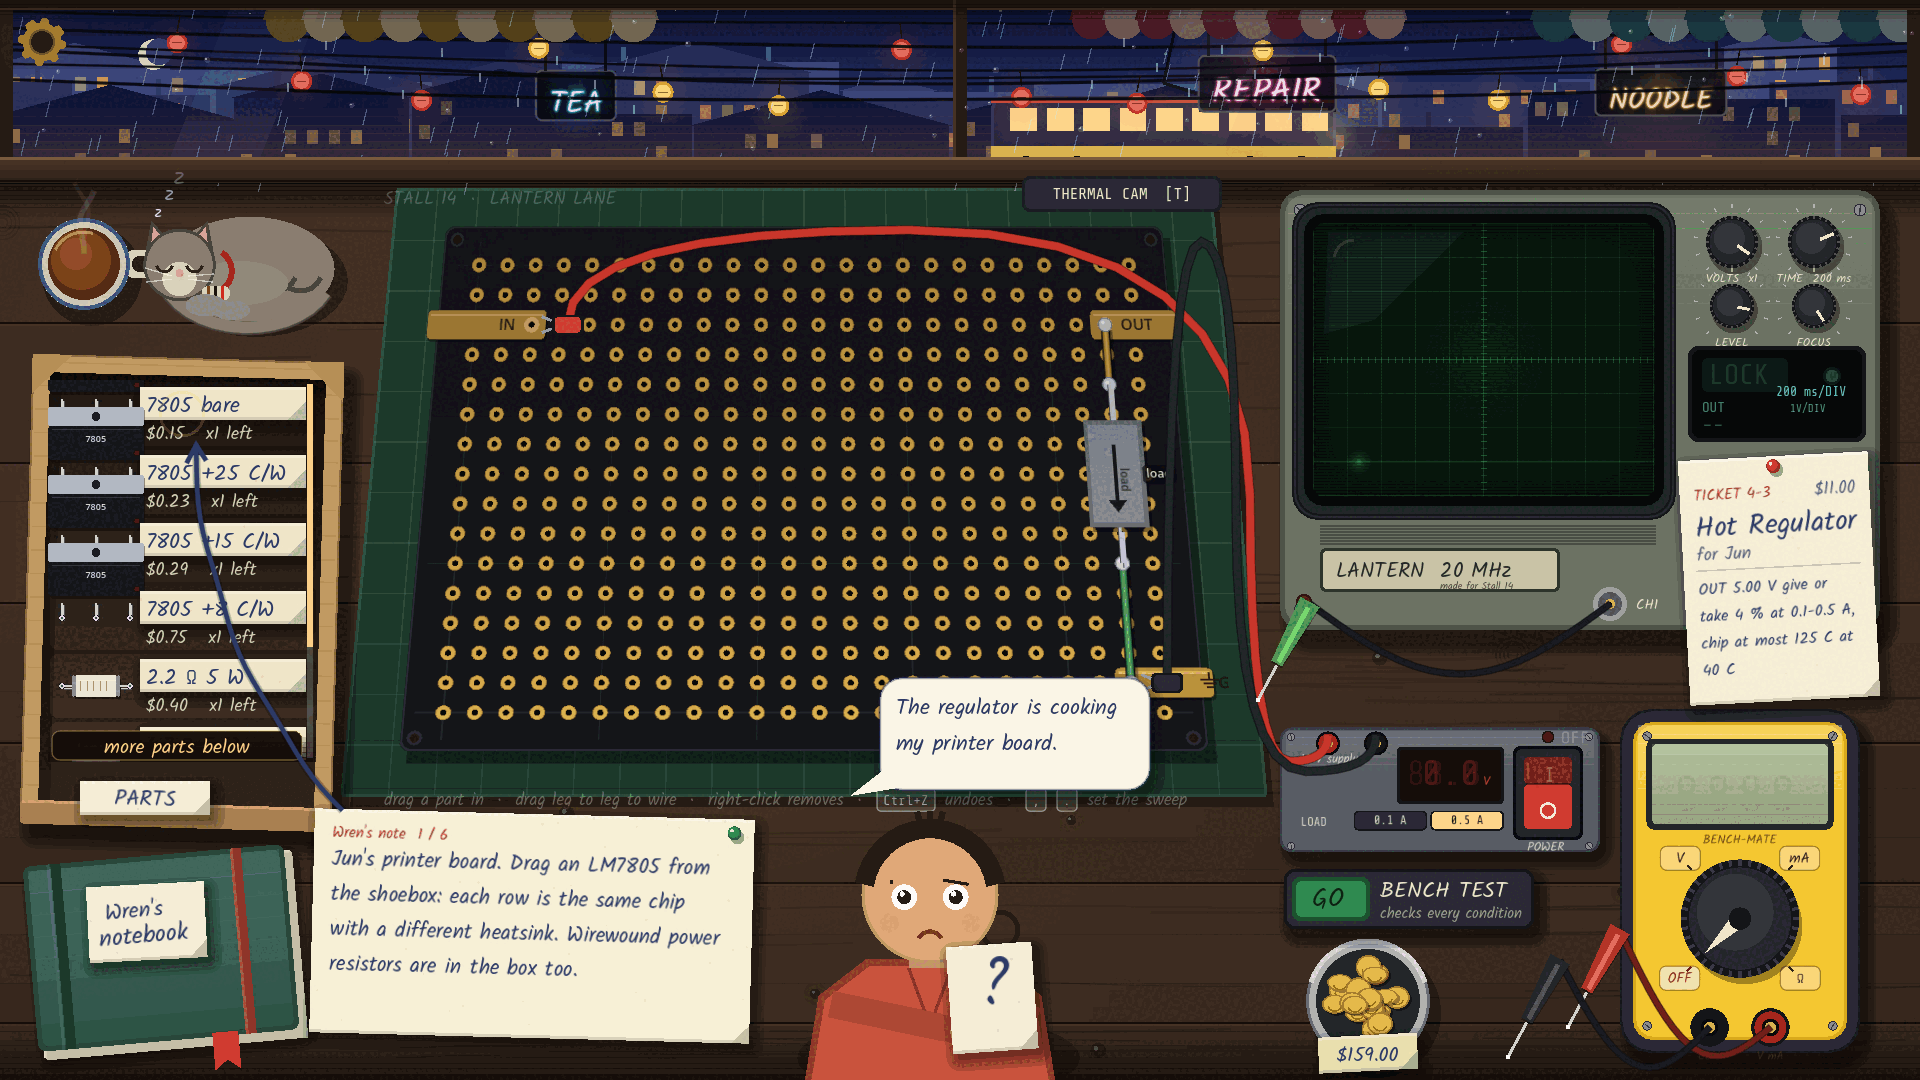 TEA
REPAIR
NOODLE
z
z
z
STALL 14 · LANTERN LANE
THERMAL CAM [T]
IN
OUT
load
G
7805 bare
$0.15 x1 left
7805
7805 +25 C/W
$0.23 x1 left
7805
7805 +15 C/W
$0.29 x1 left
7805
7805 +8 C/W
$0.75 x1 left
2.2 Ω 5 W
$0.40 x1 left
more parts below
PARTS
VOLTS x1
TIME 200 ms
LEVEL
FOCUS
LOCK
200 ms/DIV
OUT
1V/DIV
--
LANTERN 20 MHz
made for Stall 14
CH1
TICKET 4-3 $11.00
Hot Regulator
for Jun
OUT 5.00 V give or
take 4 % at 0.1-0.5 A,
chip at most 125 C at
40 C
The regulator is cooking
my printer board.
drag a part in · drag leg to leg to wire · right-click removes · Ctrl+Z undoes · , . set the sweep
Wren's note 1 / 6
Jun's printer board. Drag an LM7805 from
the shoebox: each row is the same chip
with a different heatsink. Wirewound power
resistors are in the box too.
Wren's
notebook
?
OFF
V
LOAD 0.1 A 0.5 A
POWER
GO
BENCH TEST
checks every condition
$159.00
BENCH-MATE
V
mA
OFF
Ω